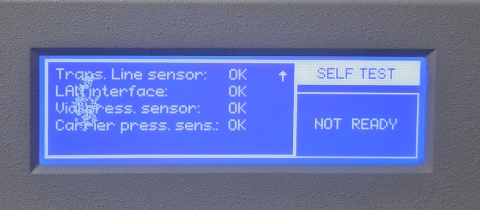 Trans. Line sensor: OK ↑
LAN interface: OK
Vial press. sensor: OK
Carrier press. sens.: OK
SELF TEST
NOT READY